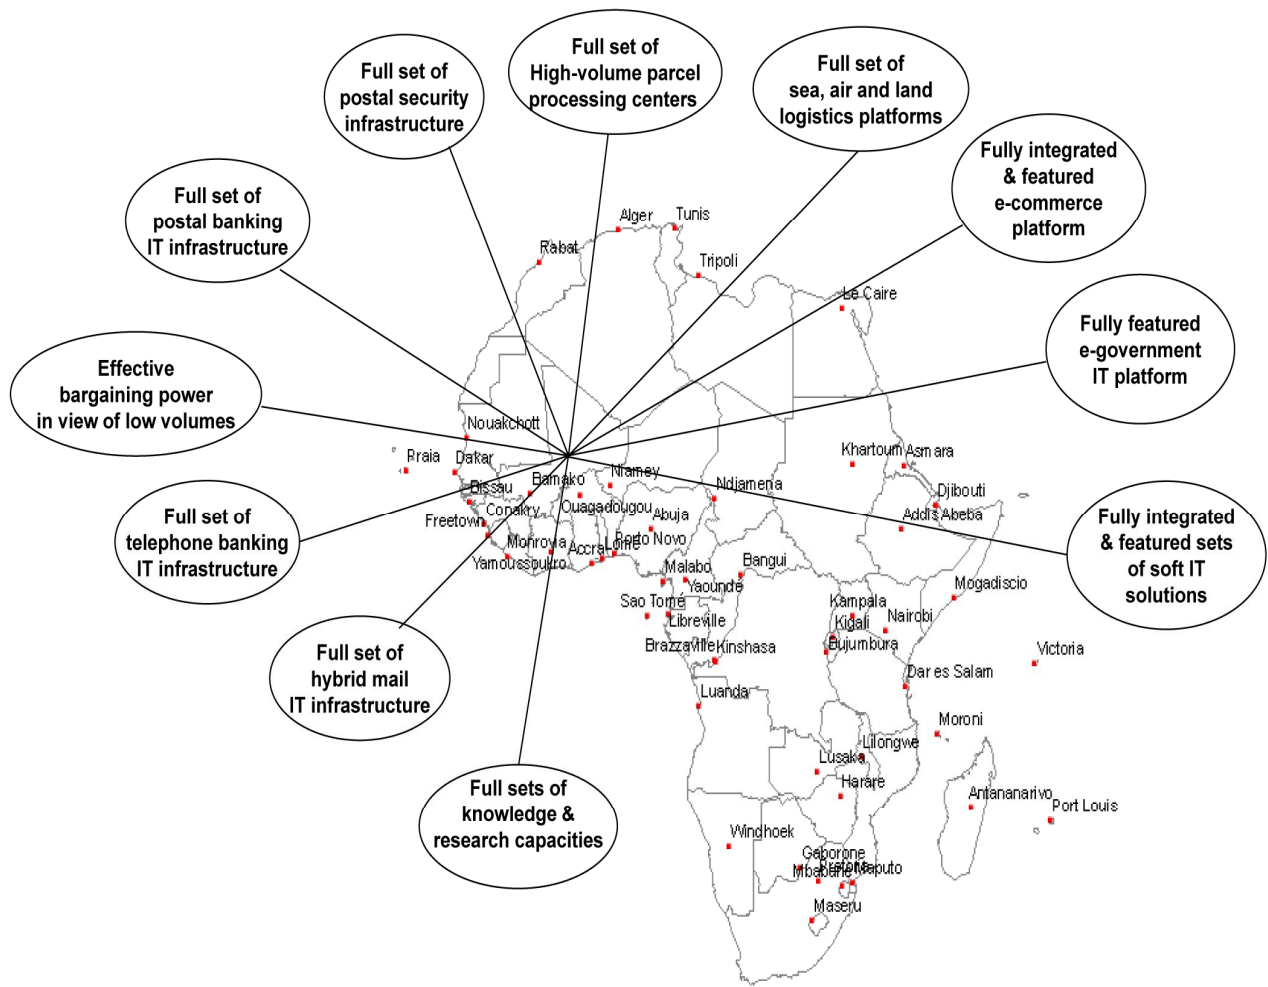 Full set of
postal security
infrastructure
Full set of
High-volume parcel
processing centers
Full set of
sea, air and land
logistics platforms
Fully integrated
& featured
e-commerce
platform
Full set of
postal banking
IT infrastructure
Fully featured
e-government
IT platform
Effective
bargaining power
in view of low volumes
Full set of
telephone banking
IT infrastructure
Fully integrated
& featured sets
of soft IT
solutions
Full set of
hybrid mail
IT infrastructure
Full sets of
knowledge &
research capacities
Alger
Tunis
Rabat
Tripoli
Le Caire
Nouakchott
Praia
Dakar
Bissau
Bamako
Niamey
Ndjamena
Khartoum
Asmara
Djibouti
Conakry
Ouagadougou
Freetown
Abuja
Addis Abeba
Monrovia
Accra
Lome
Porto Novo
Yamoussoukro
Malabo
Bangui
Yaounde
Mogadiscio
Sao Tome
Libreville
Kampala
Nairobi
Kigali
Brazzaville
Kinshasa
Bujumbura
Victoria
Dar es Salam
Luanda
Moroni
Lilongwe
Lusaka
Harare
Antananarivo
Port Louis
Windhoek
Gaborone
Pretoria
Mbabane
Maputo
Maseru